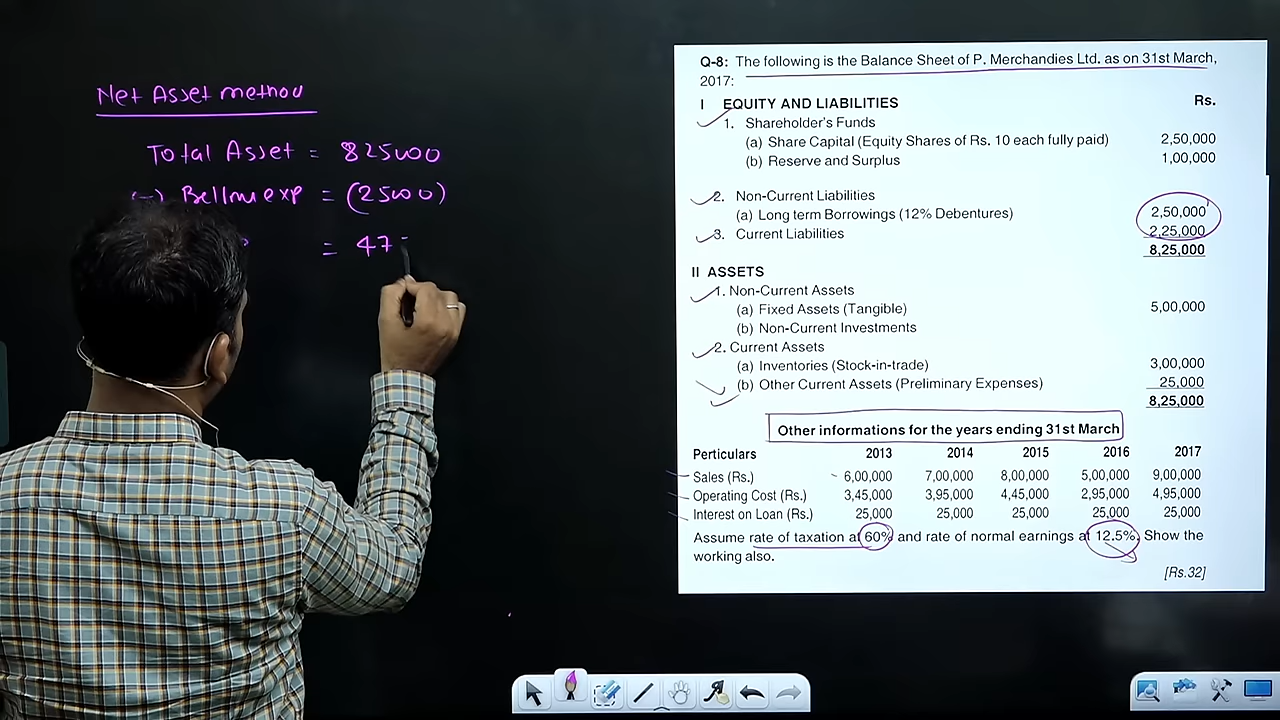 Net Asset method
Total Asset = 825000
(-) exp = (25000)
= 47
Q-8: The following is the Balance Sheet of P. Merchandies Ltd. as on 31st March,
2017:
I EQUITY AND LIABILITIES Rs.
1. Shareholder's Funds
(a) Share Capital (Equity Shares of Rs. 10 each fully paid) 2,50,000
(b) Reserve and Surplus 1,00,000
2. Non-Current Liabilities
(a) Long term Borrowings (12% Debentures) 2,50,000
3. Current Liabilities 2,25,000
8,25,000
II ASSETS
1. Non-Current Assets
(a) Fixed Assets (Tangible) 5,00,000
(b) Non-Current Investments
2. Current Assets
(a) Inventories (Stock-in-trade) 3,00,000
(b) Other Current Assets (Preliminary Expenses) 25,000
8,25,000
Other informations for the years ending 31st March
Perticulars 2013 2014 2015 2016 2017
Sales (Rs.) 6,00,000 7,00,000 8,00,000 5,00,000 9,00,000
Operating Cost (Rs.) 3,45,000 3,95,000 4,45,000 2,95,000 4,95,000
Interest on Loan (Rs.) 25,000 25,000 25,000 25,000 25,000
Assume rate of taxation at 60% and rate of normal earnings at 12.5%. Show the
working also.
[Rs.32]